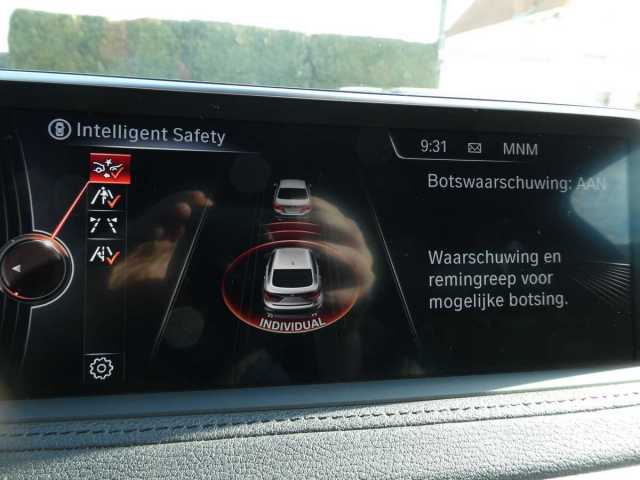 Intelligent Safety
9:31 MNM
Botswaarschuwing: AAN
Waarschuwing en
remingreep voor
mogelijke botsing.
INDIVIDUAL